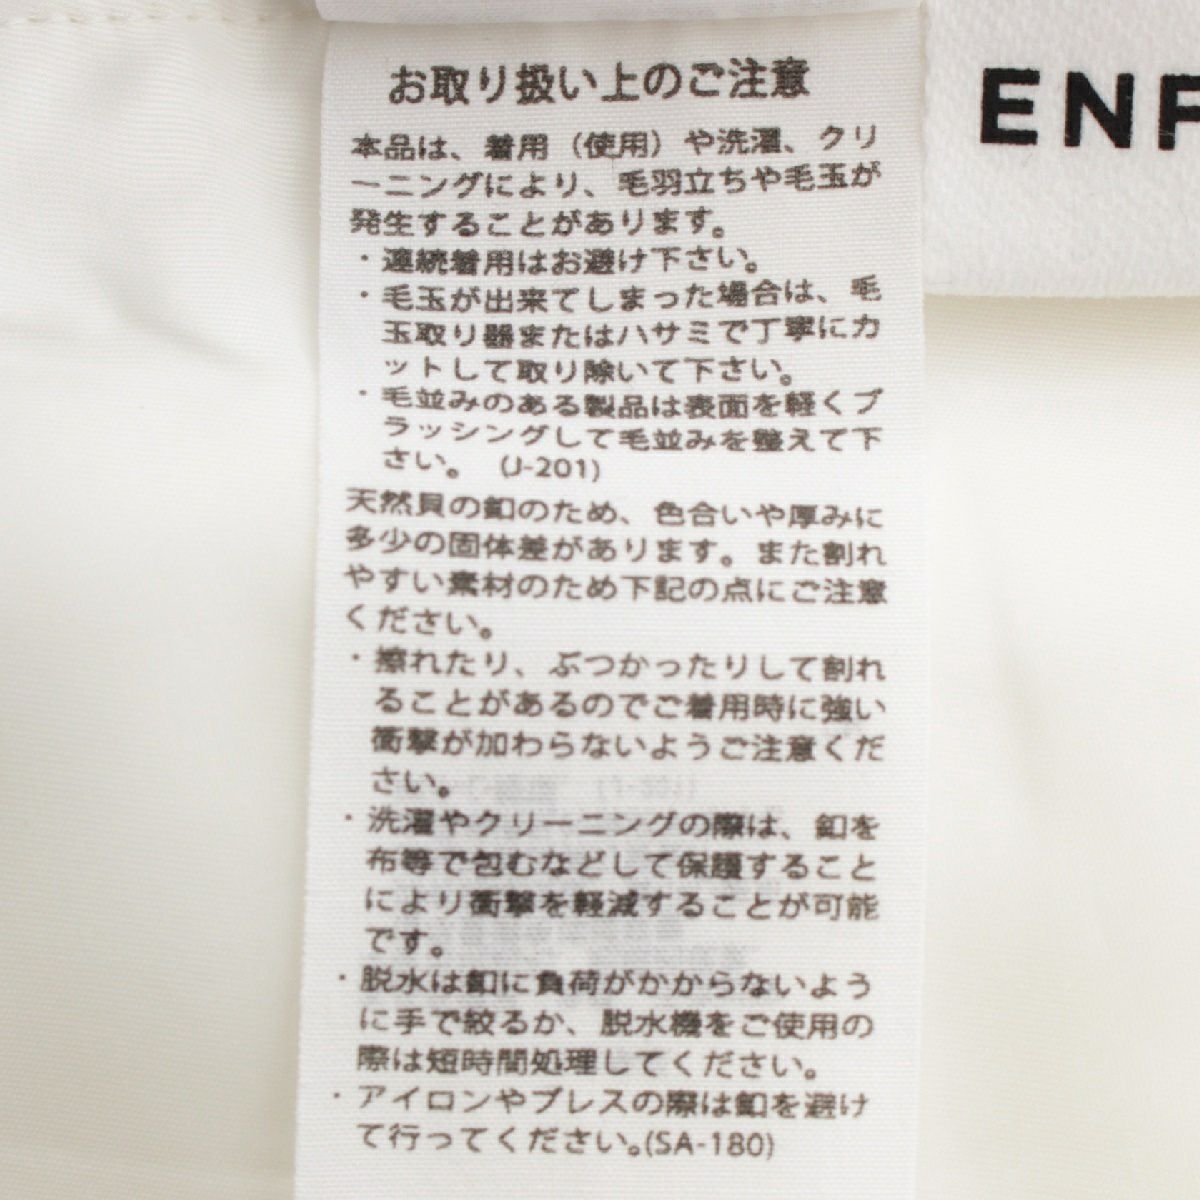 お取り扱い上のご注意
ENF
本品は、着用（使用）や洗濯、クリ
ーニングにより、毛羽立ちや毛玉が
発生することがあります。
・連続着用はお避け下さい。
・毛玉が出来てしまった場合は、毛
玉取り器またはハサミで丁寧にカ
ットして取り除いて下さい。
・毛並みのある製品は表面を軽くブ
ラッシングして毛並みを整えて下
さい。 (J-201)
天然貝の釦のため、色合いや厚みに
多少の固体差があります。また割れ
やすい素材のため下記の点にご注意
ください。
・擦れたり、ぶつかったりして割れ
ることがあるのでご着用時に強い
衝撃が加わらないようご注意くだ
さい。
・洗濯やクリーニングの際は、釦を
布等で包むなどして保護すること
により衝撃を軽減することが可能
です。
・脱水は釦に負荷がかからないよう
に手で絞るか、脱水機をご使用の
際は短時間処理してください。
・アイロンやプレスの際は釦を避け
て行ってください。(SA-180)